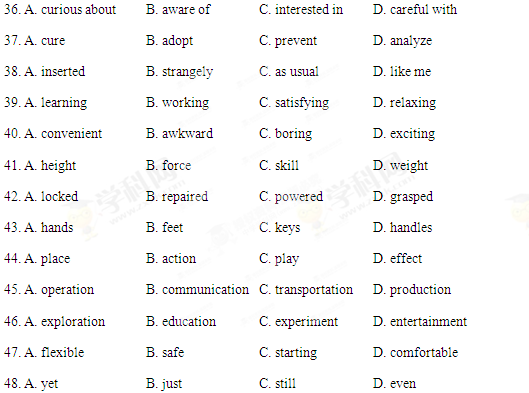 36. A. curious about B. aware of C. interested in D. careful with
37. A. cure B. adopt C. prevent D. analyze
38. A. inserted B. strangely C. as usual D. like me
39. A. learning B. working C. satisfying D. relaxing
40. A. convenient B. awkward C. boring D. exciting
41. A. height B. force C. skill D. weight
42. A. locked B. repaired C. powered D. grasped
43. A. hands B. feet C. keys D. handles
44. A. place B. action C. play D. effect
45. A. operation B. communication C. transportation D. production
46. A. exploration B. education C. experiment D. entertainment
47. A. flexible B. safe C. starting D. comfortable
48. A. yet B. just C. still D. even